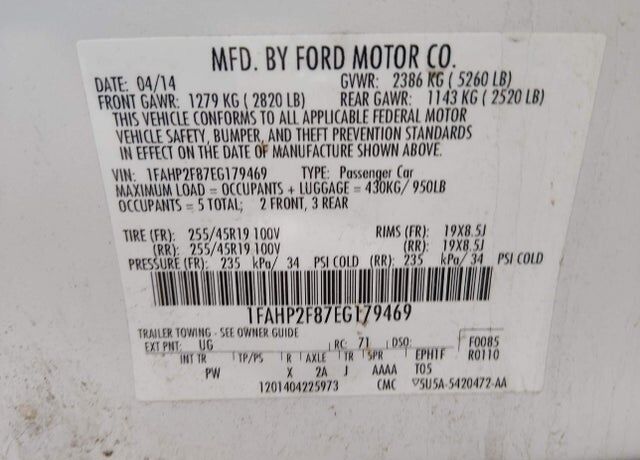 MFD. BY FORD MOTOR CO.
DATE: 04/14 GVWR: 2386 KG ( 5260 LB)
FRONT GAWR: 1279 KG ( 2820 LB) REAR GAWR: 1143 KG ( 2520 LB)
THIS VEHICLE CONFORMS TO ALL APPLICABLE FEDERAL MOTOR
VEHICLE SAFETY, BUMPER, AND THEFT PREVENTION STANDARDS
IN EFFECT ON THE DATE OF MANUFACTURE SHOWN ABOVE.
VIN: 1FAHP2F87EG179469 TYPE: Passenger Car
MAXIMUM LOAD = OCCUPANTS + LUGGAGE = 430KG/ 950LB
OCCUPANTS = 5 TOTAL; 2 FRONT, 3 REAR
TIRE (FR): 255/45R19 100V RIMS (FR): 19X8.5J
(RR): 255/45R19 100V (RR): 19X8.5J
PRESSURE (FR): 235 kPa/ 34 PSI COLD (RR): 235 kPa/ 34 PSI COLD
1FAHP2F87EG179469
TRAILER TOWING - SEE OWNER GUIDE
EXT PNT: UG RC: 71 DSO: F0085
INT TR TP/PS R AXLE TR SPR EPHTF R0110
PW X 2A J AAAA T05
1201404225973 CMC 5U5A-5420472-AA